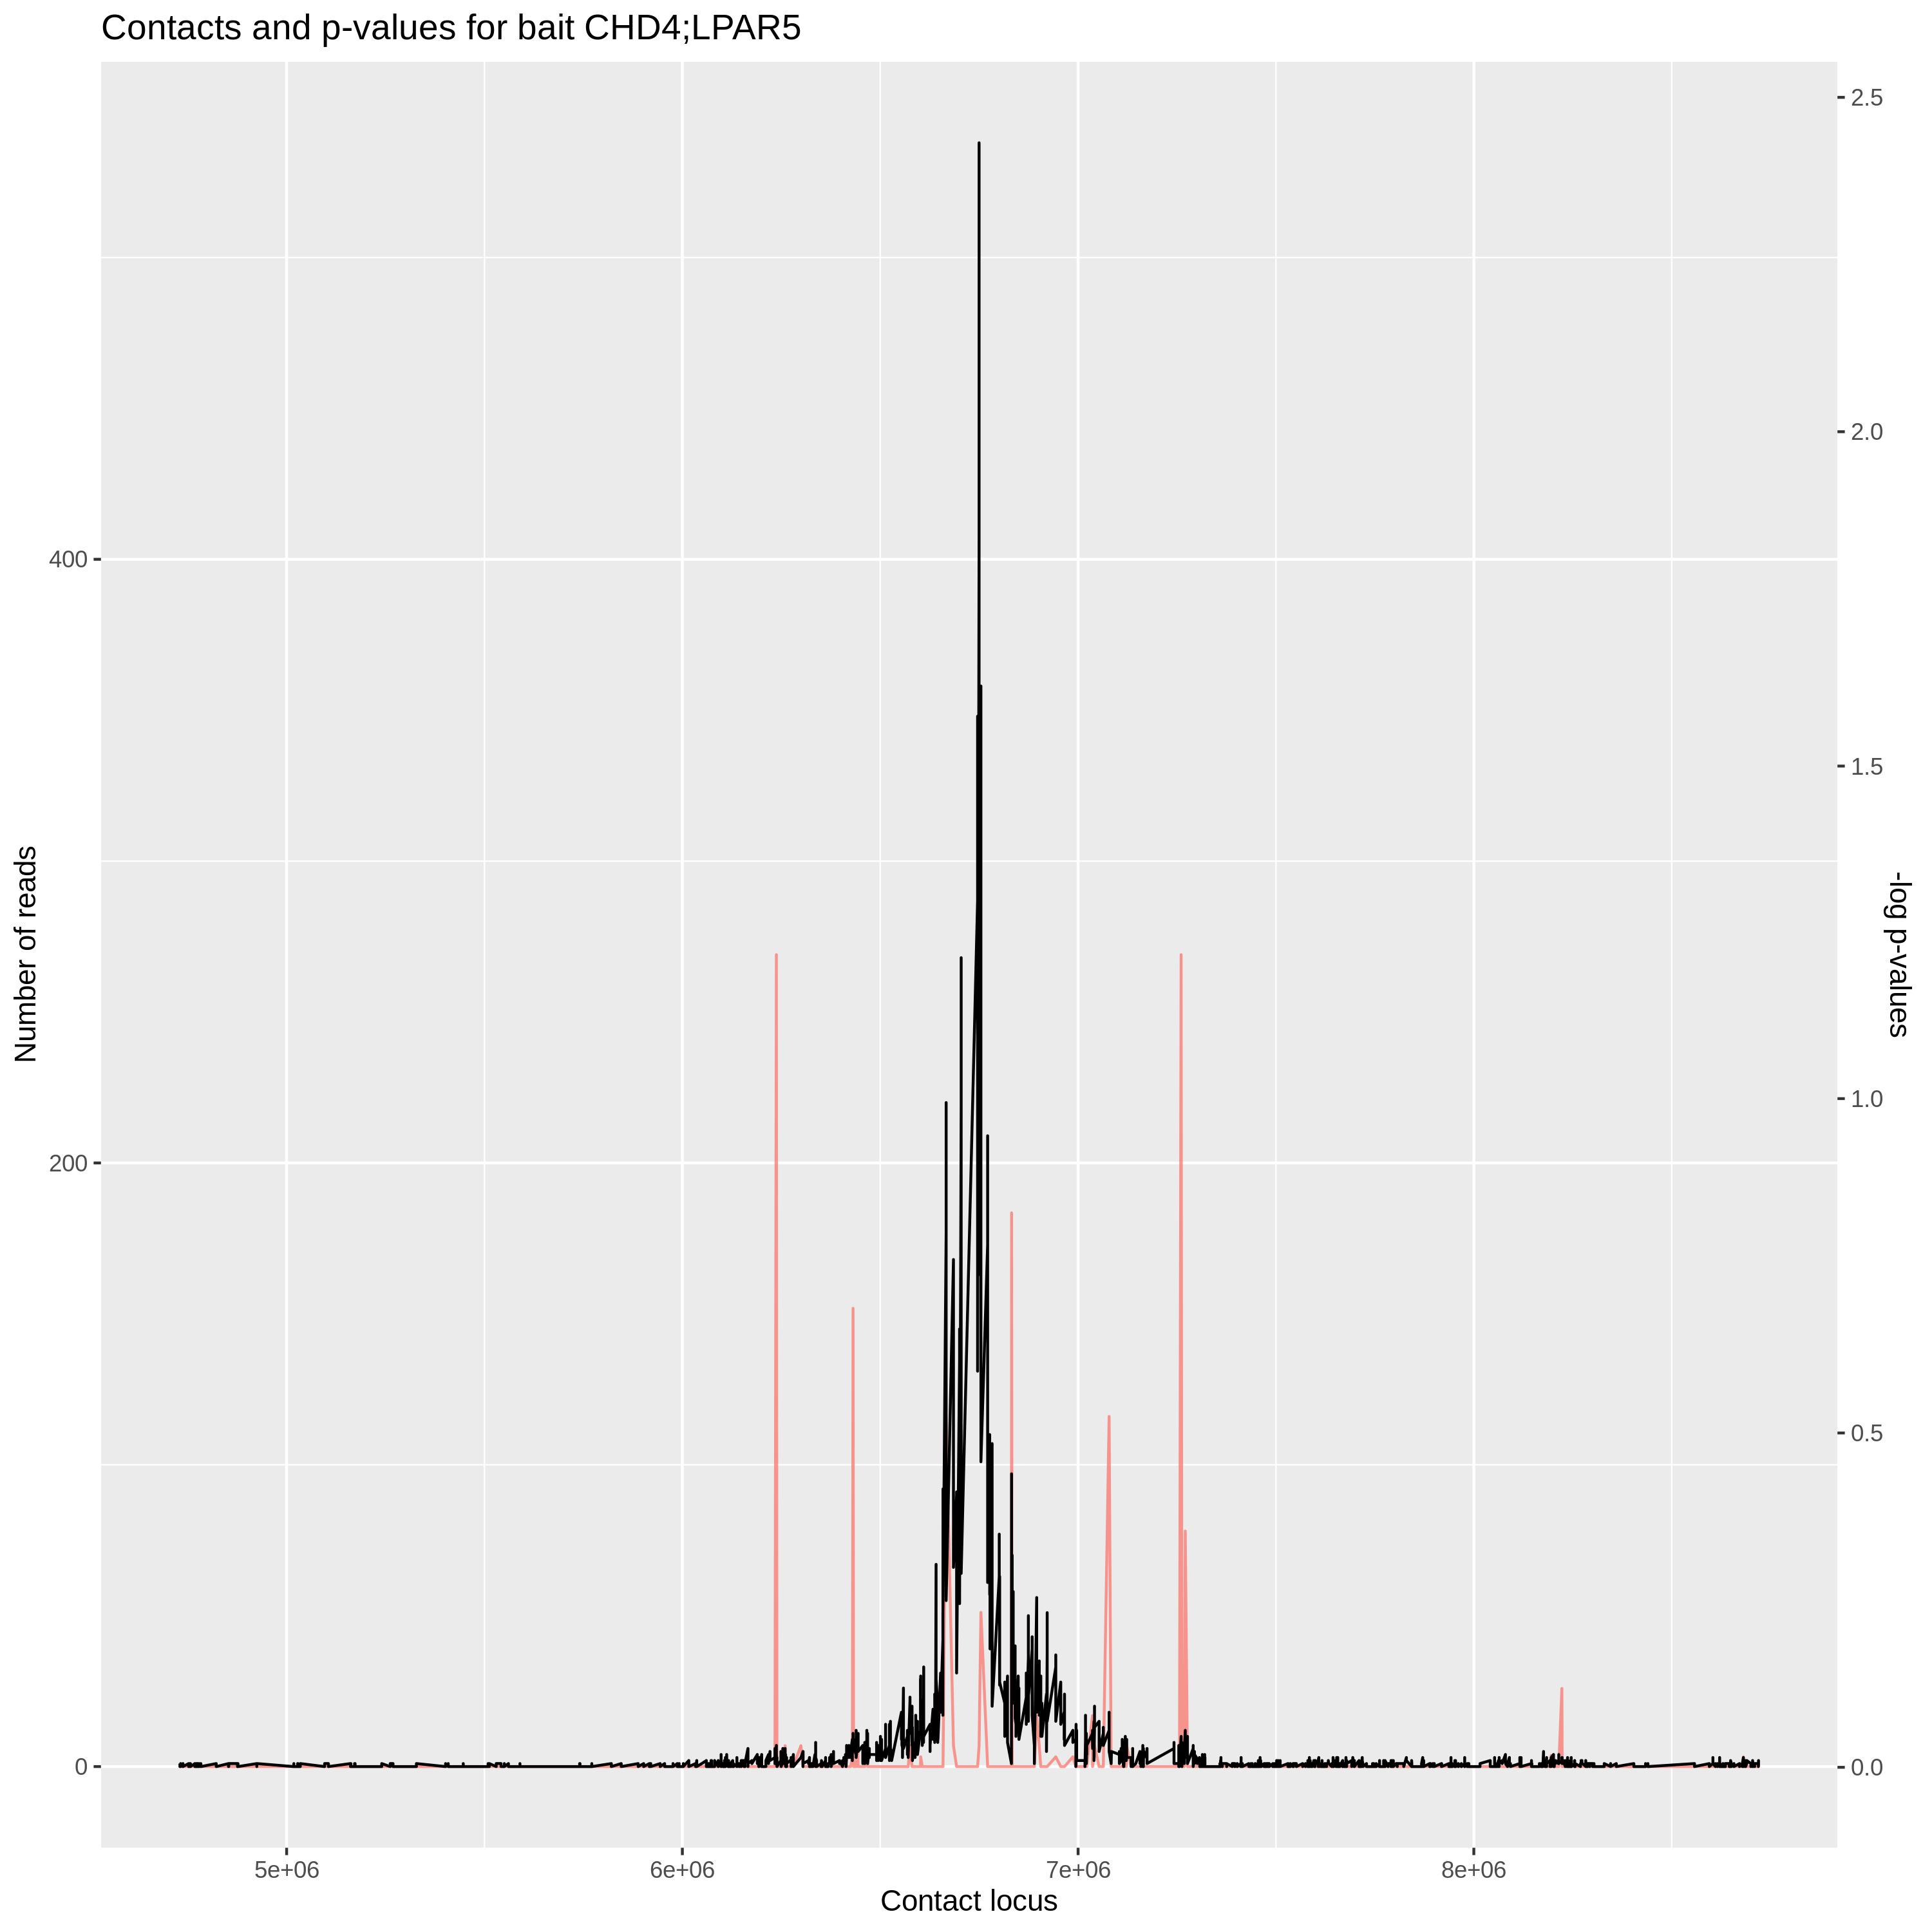 Contacts and p-values for bait CHD4;LPAR5
2.5
2.0
400
1.5
Number of reads
-log p-values
1.0
200
0.5
0
0.0
5e+06
6e+06
7e+06
8e+06
Contact locus